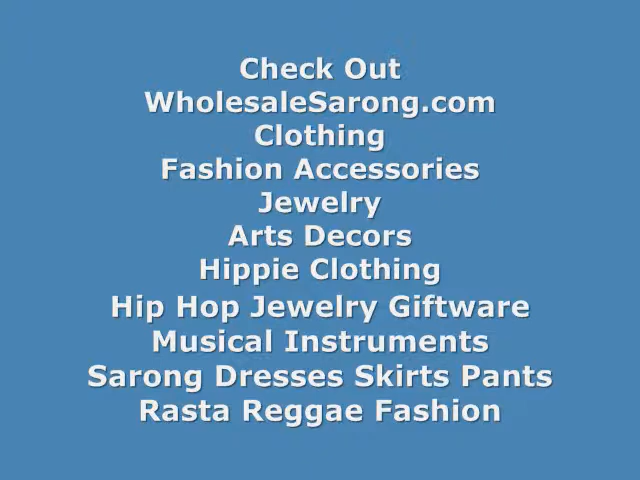 Check Out
WholesaleSarong.com
Clothing
Fashion Accessories
Jewelry
Arts Decors
Hippie Clothing
Hip Hop Jewelry Giftware
Musical Instruments
Sarong Dresses Skirts Pants
Rasta Reggae Fashion